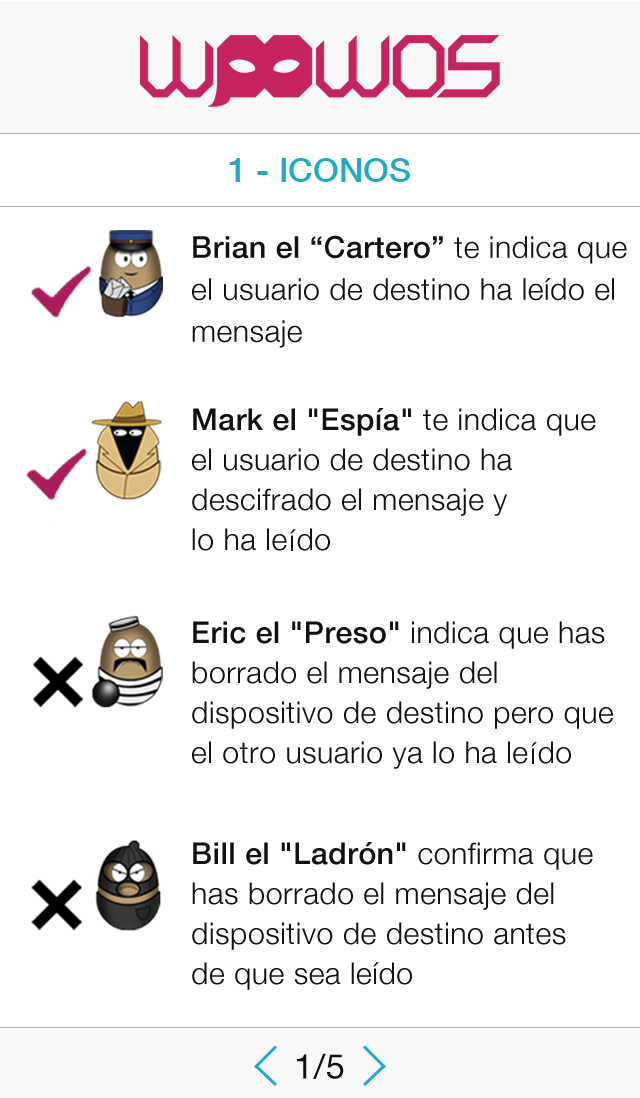 WOOWOS
1 - ICONOS
Brian el “Cartero” te indica que
el usuario de destino ha leído el
mensaje
Mark el "Espía" te indica que
el usuario de destino ha
descifrado el mensaje y
lo ha leído
Eric el "Preso" indica que has
borrado el mensaje del
dispositivo de destino pero que
el otro usuario ya lo ha leído
Bill el "Ladrón" confirma que
has borrado el mensaje del
dispositivo de destino antes
de que sea leído
1/5